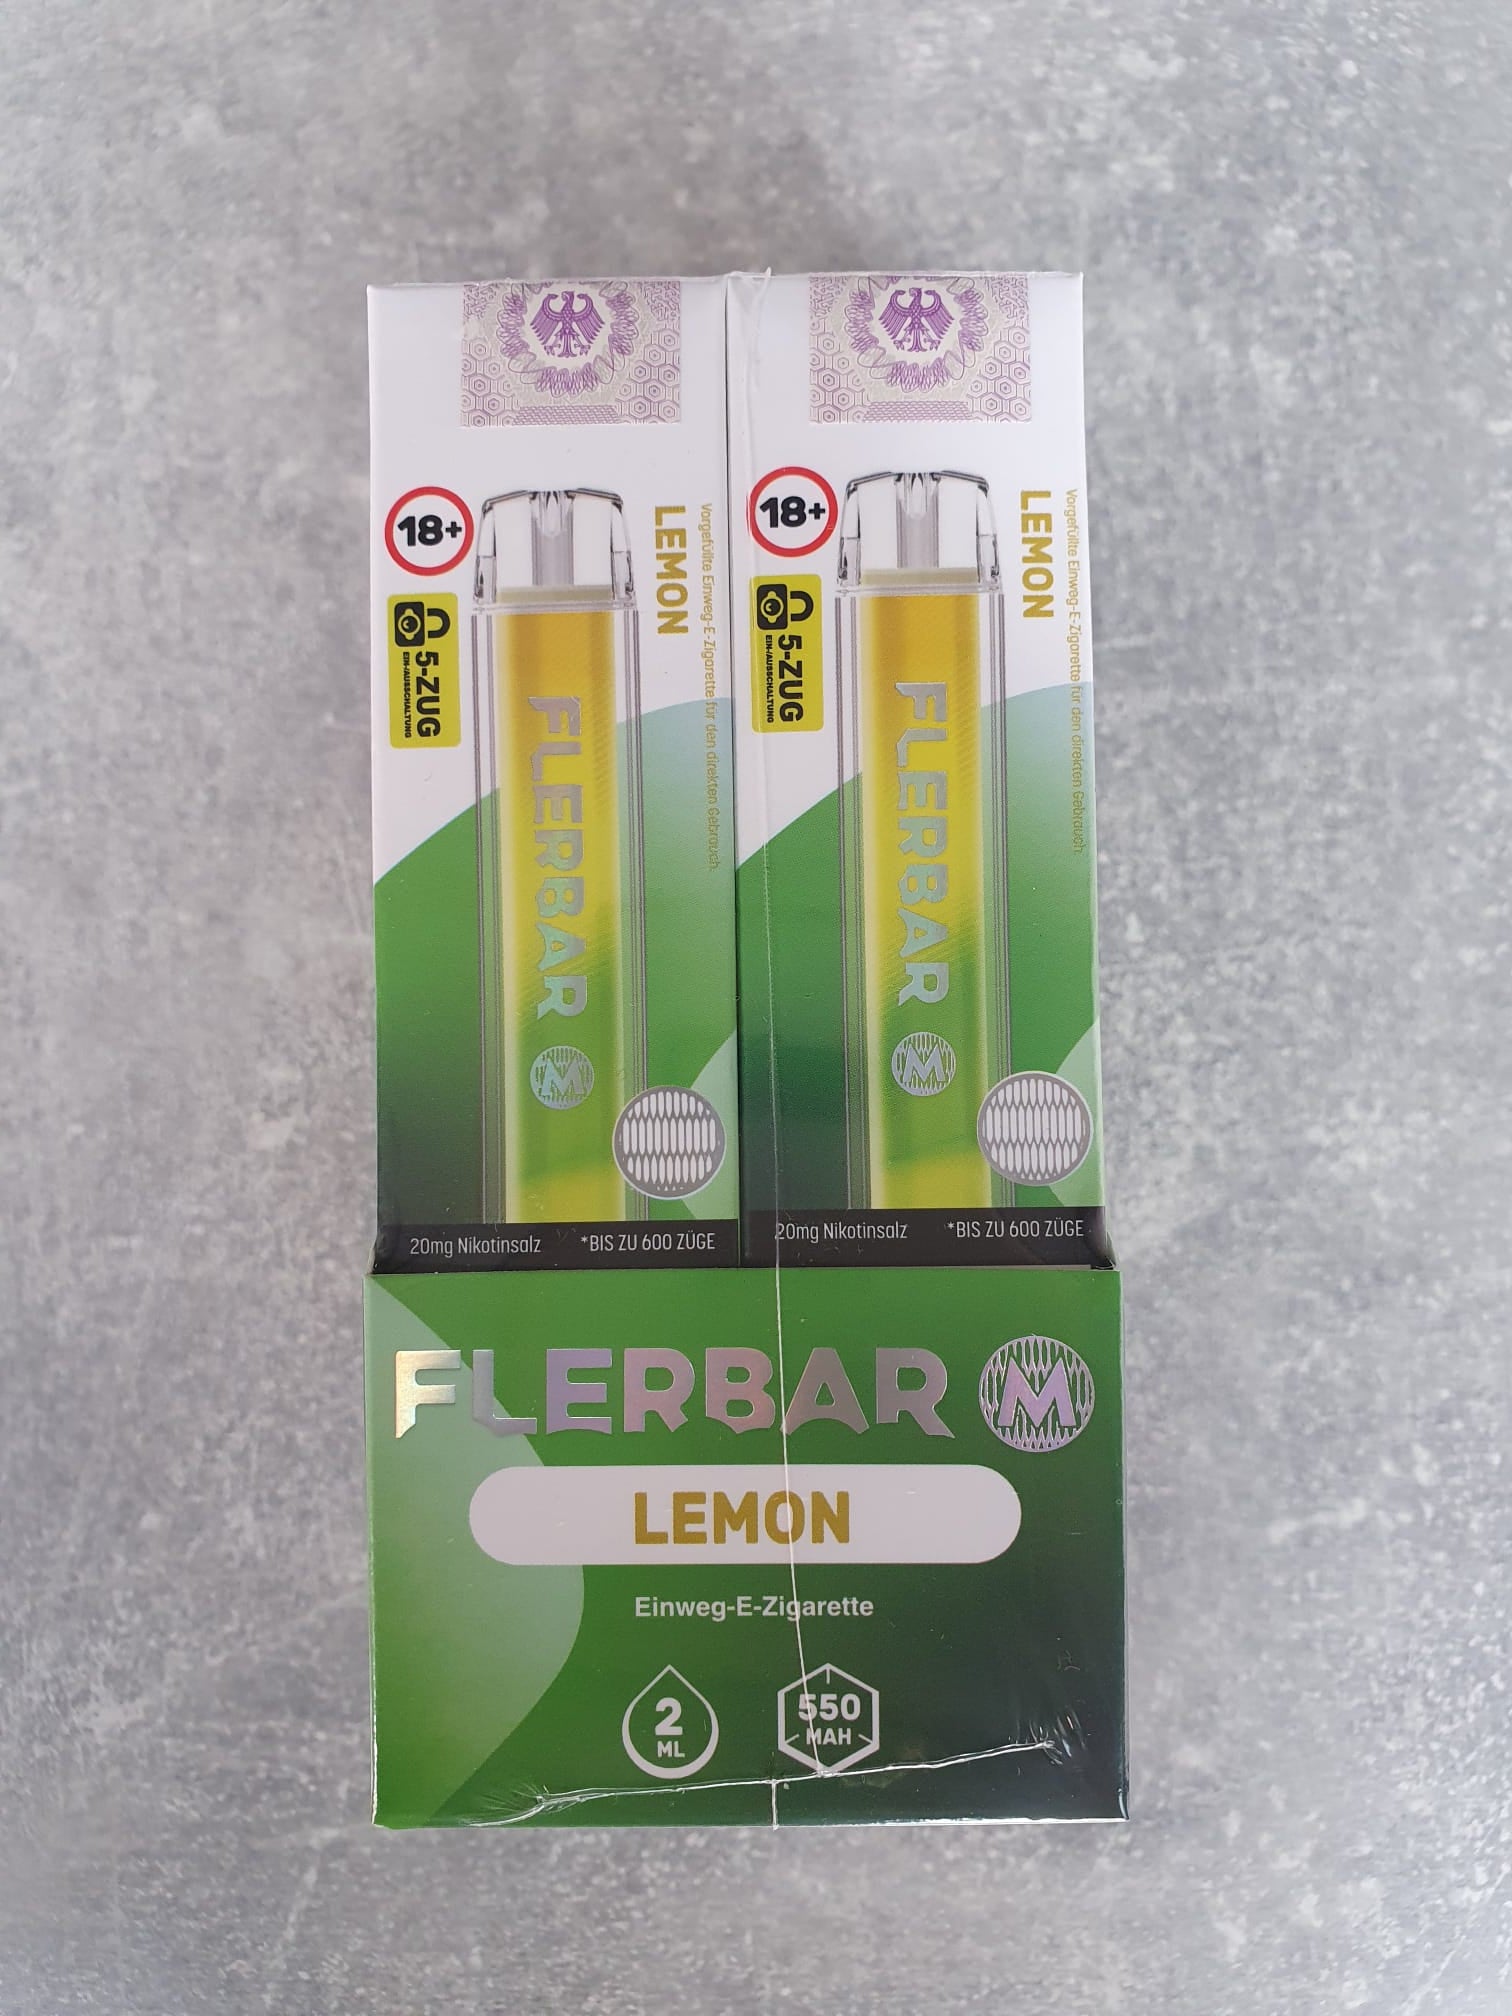 18+
LEMON
Vorgefüllte Einweg-E-Zigarette für den direkten Gebrauch.
5-ZUG
EIN-/AUSSCHALTUNG
FLERBAR
M
20mg Nikotinsalz
*BIS ZU 600 ZÜGE
18+
LEMON
Vorgefüllte Einweg-E-Zigarette für den direkten Gebrauch.
5-ZUG
EIN-/AUSSCHALTUNG
FLERBAR
M
20mg Nikotinsalz
*BIS ZU 600 ZÜGE
FLERBAR M
LEMON
Einweg-E-Zigarette
2
ML
550
MAH